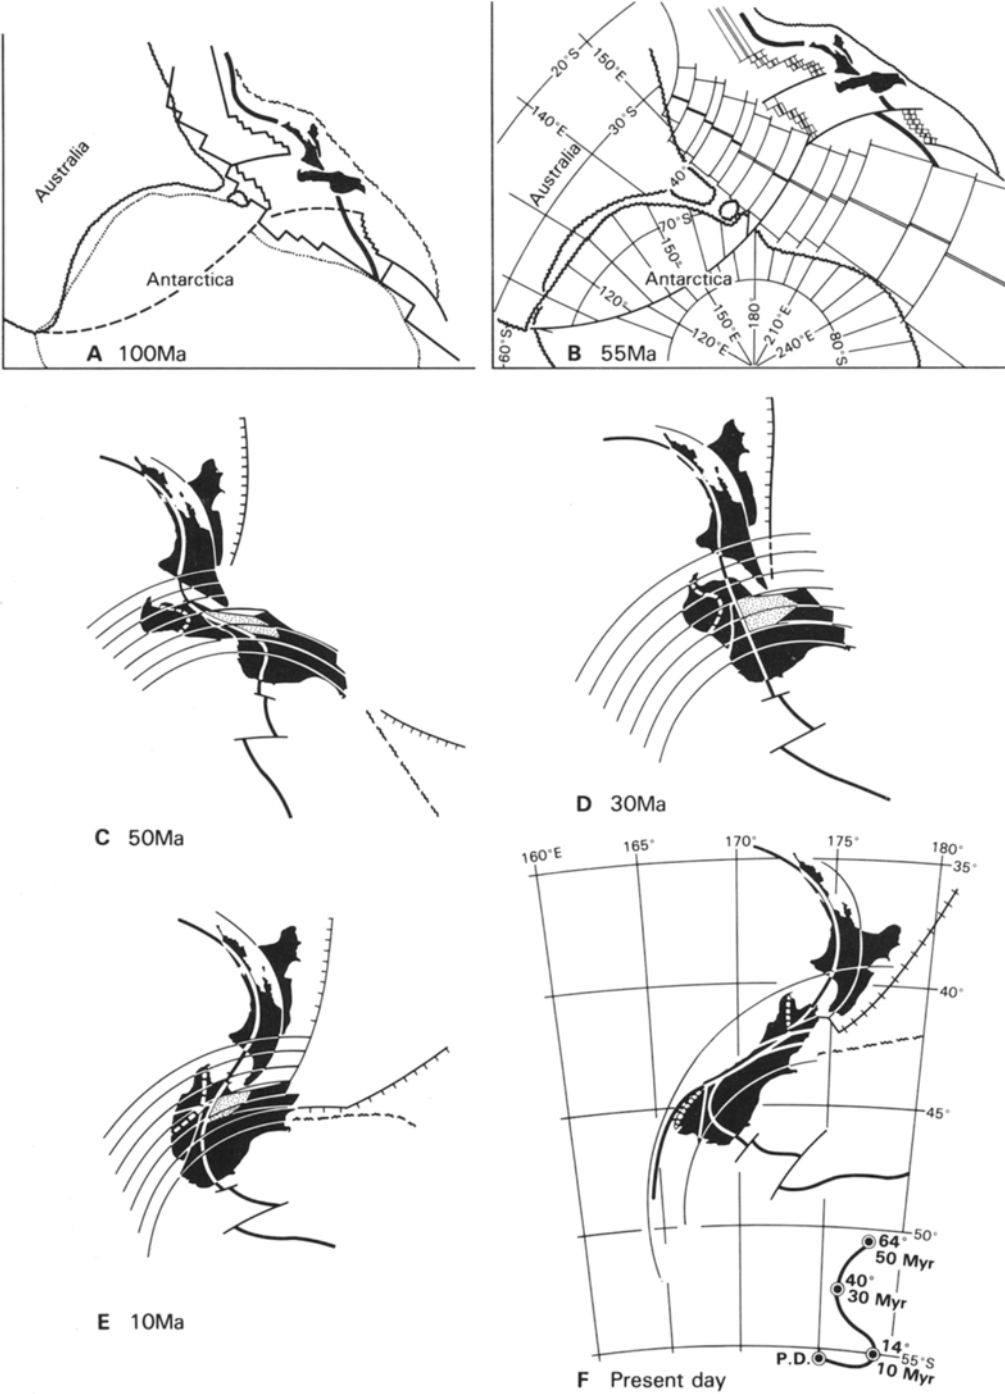 Australia
Antarctica
A 100Ma
20°S
150°E
140°E
30°S
Australia
40°
70°S
150°
Antarctica
120°
150°E
180°
210°E
120°E
240°E
80°S
60°S
B 55Ma
C 50Ma
D 30Ma
E 10Ma
160°E
165°
170°
175°
180°
35°
40°
45°
50°
64°
50 Myr
40°
30 Myr
14°
P.D.
55°S
10 Myr
F Present day